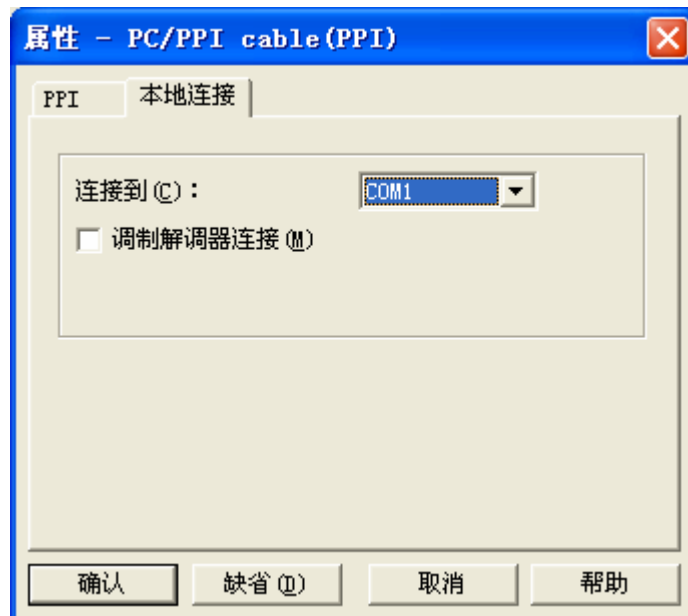 属性 - PC/PPI cable(PPI)
PPI 本地连接
连接到(C): COM1
调制解调器连接(M)
确认 缺省(D) 取消 帮助